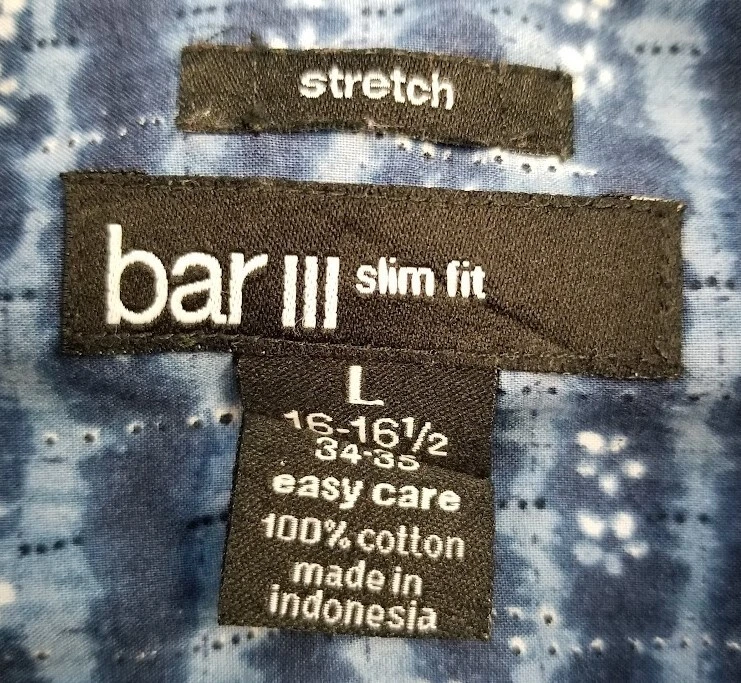 stretch
bar III slim fit
L
16-16 1/2
34-35
easy care
100% cotton
made in
indonesia